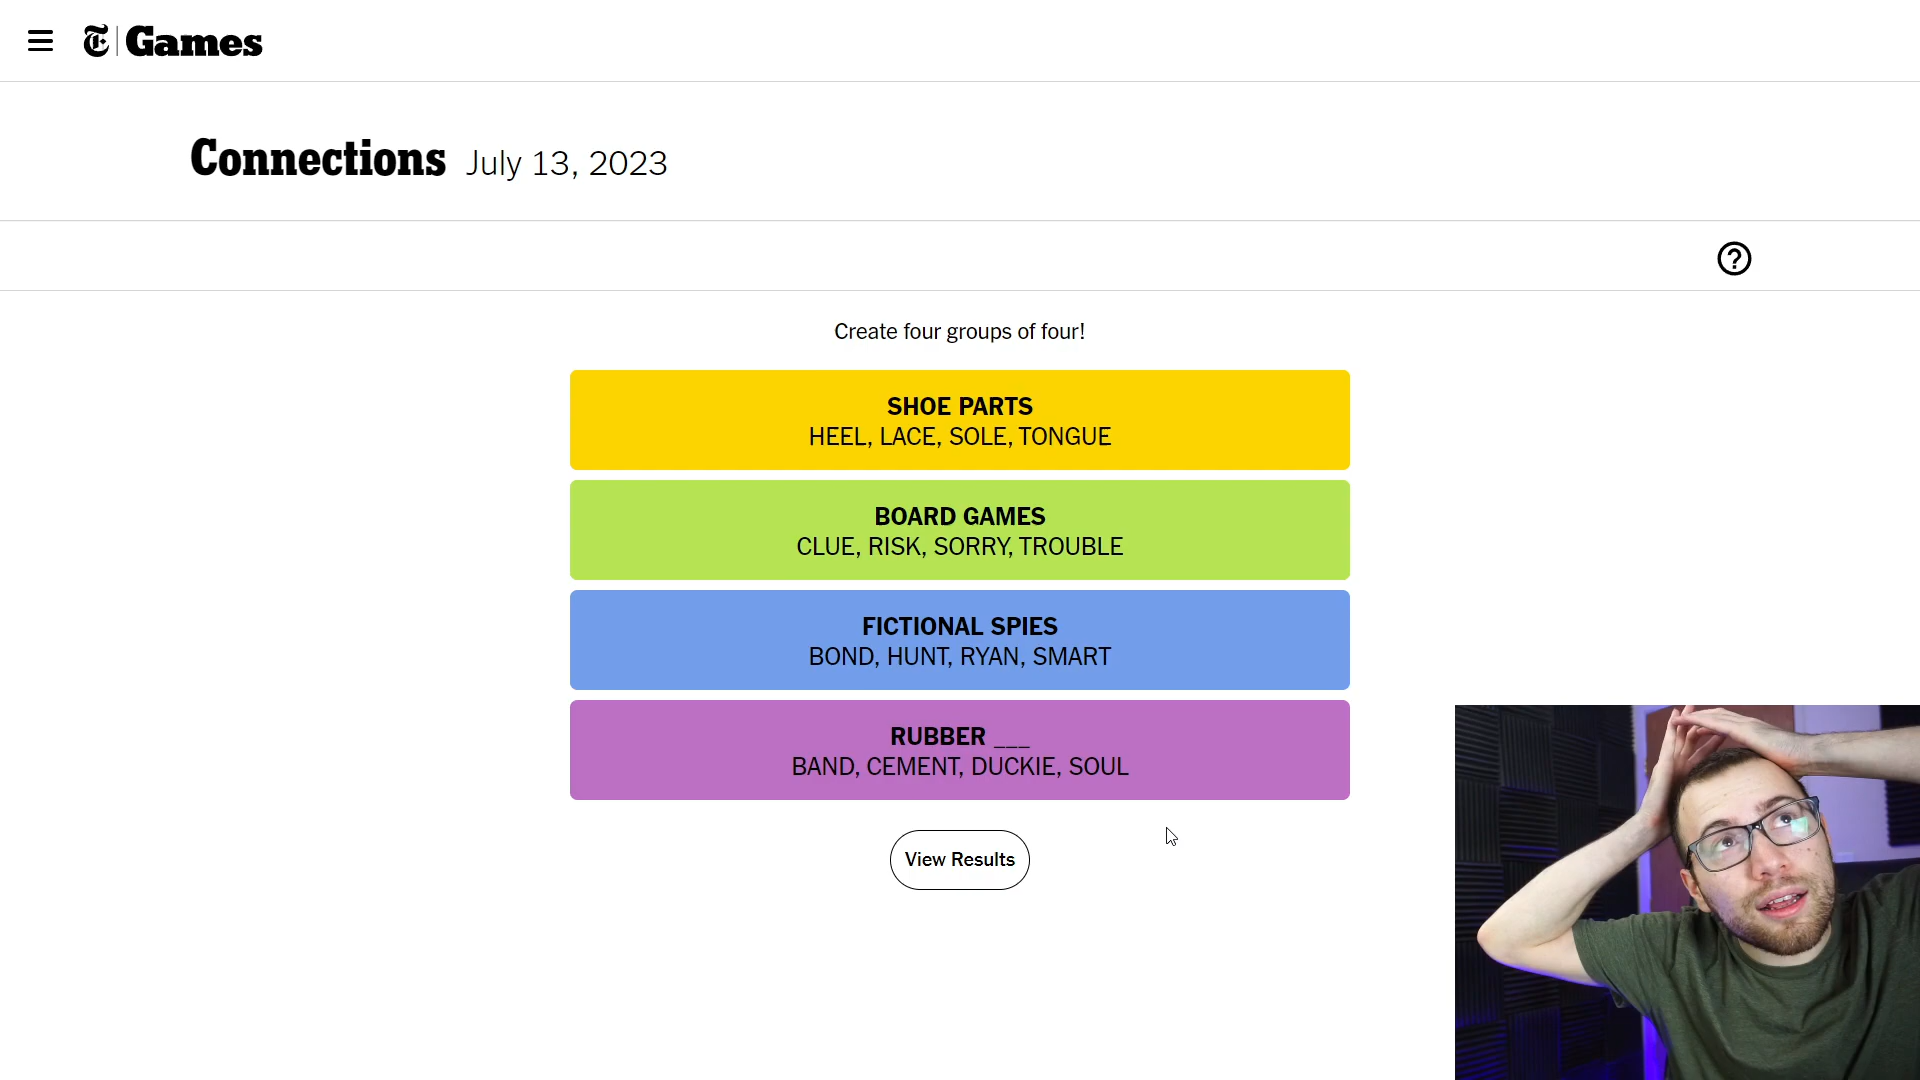 T Games
Connections July 13, 2023
Create four groups of four!
SHOE PARTS
HEEL, LACE, SOLE, TONGUE
BOARD GAMES
CLUE, RISK, SORRY, TROUBLE
FICTIONAL SPIES
BOND, HUNT, RYAN, SMART
RUBBER ___
BAND, CEMENT, DUCKIE, SOUL
View Results